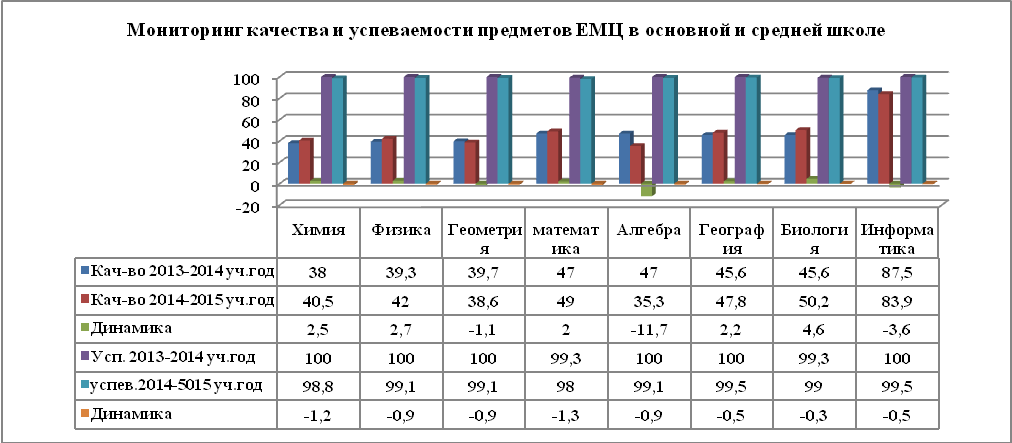 Мониторинг качества и успеваемости предметов ЕМЦ в основной и средней школе
100
80
60
40
20
0
-20
Химия Физика Геометрия математика Алгебра География Биология Информатика
Кач-во 2013-2014 уч.год 38 39,3 39,7 47 47 45,6 45,6 87,5
Кач-во 2014-2015 уч.год 40,5 42 38,6 49 35,3 47,8 50,2 83,9
Динамика 2,5 2,7 -1,1 2 -11,7 2,2 4,6 -3,6
Усп. 2013-2014 уч.год 100 100 100 99,3 100 100 99,3 100
успев.2014-5015 уч.год 98,8 99,1 99,1 98 99,1 99,5 99 99,5
Динамика -1,2 -0,9 -0,9 -1,3 -0,9 -0,5 -0,3 -0,5